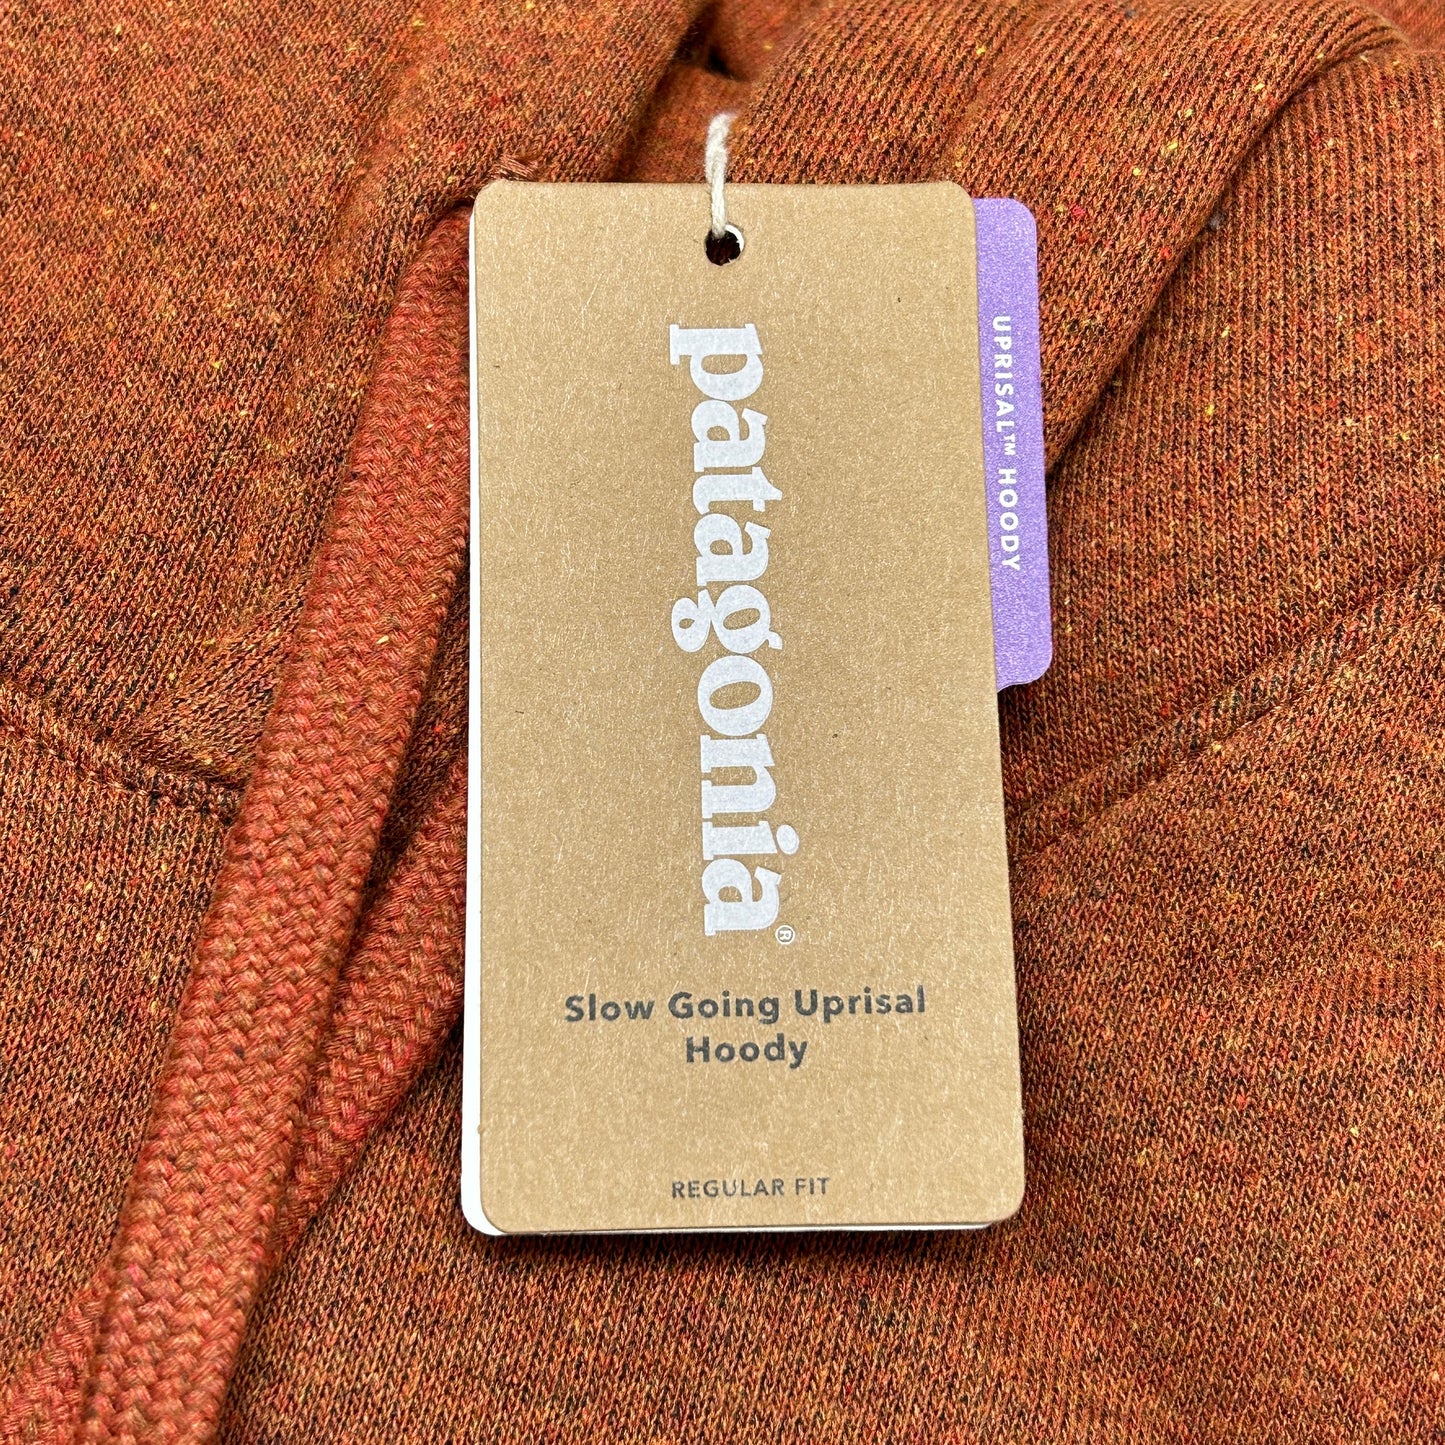 patagonia®
Slow Going Uprisal
Hoody
REGULAR FIT
UPRISAL™ HOODY